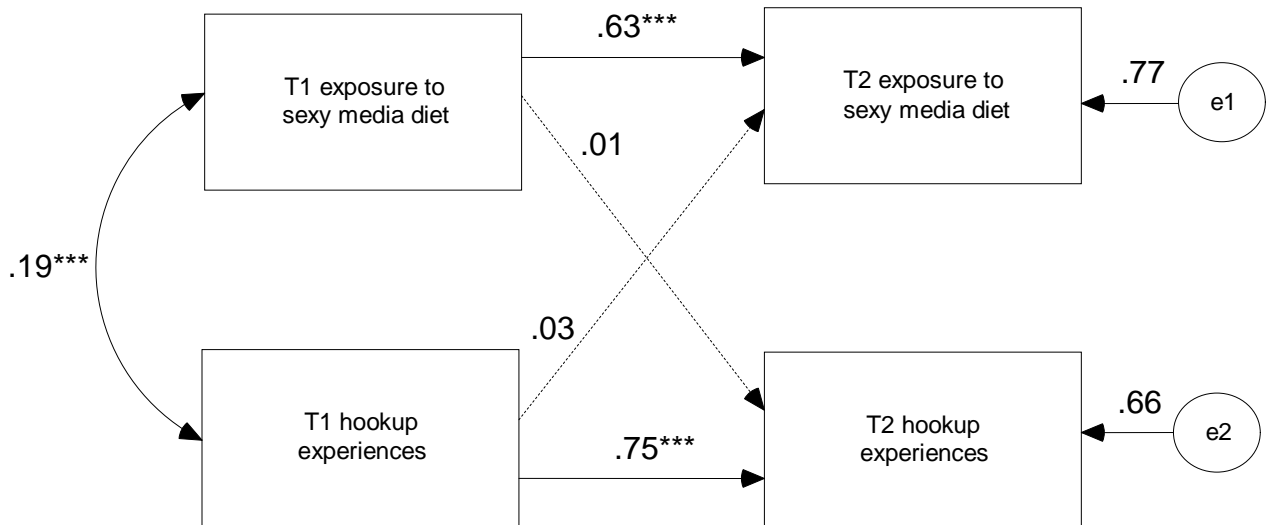 .63***
T1 exposure to
sexy media diet
T2 exposure to
sexy media diet
.77
e1
.01
.19***
.03
T1 hookup
experiences
.75***
T2 hookup
experiences
.66
e2